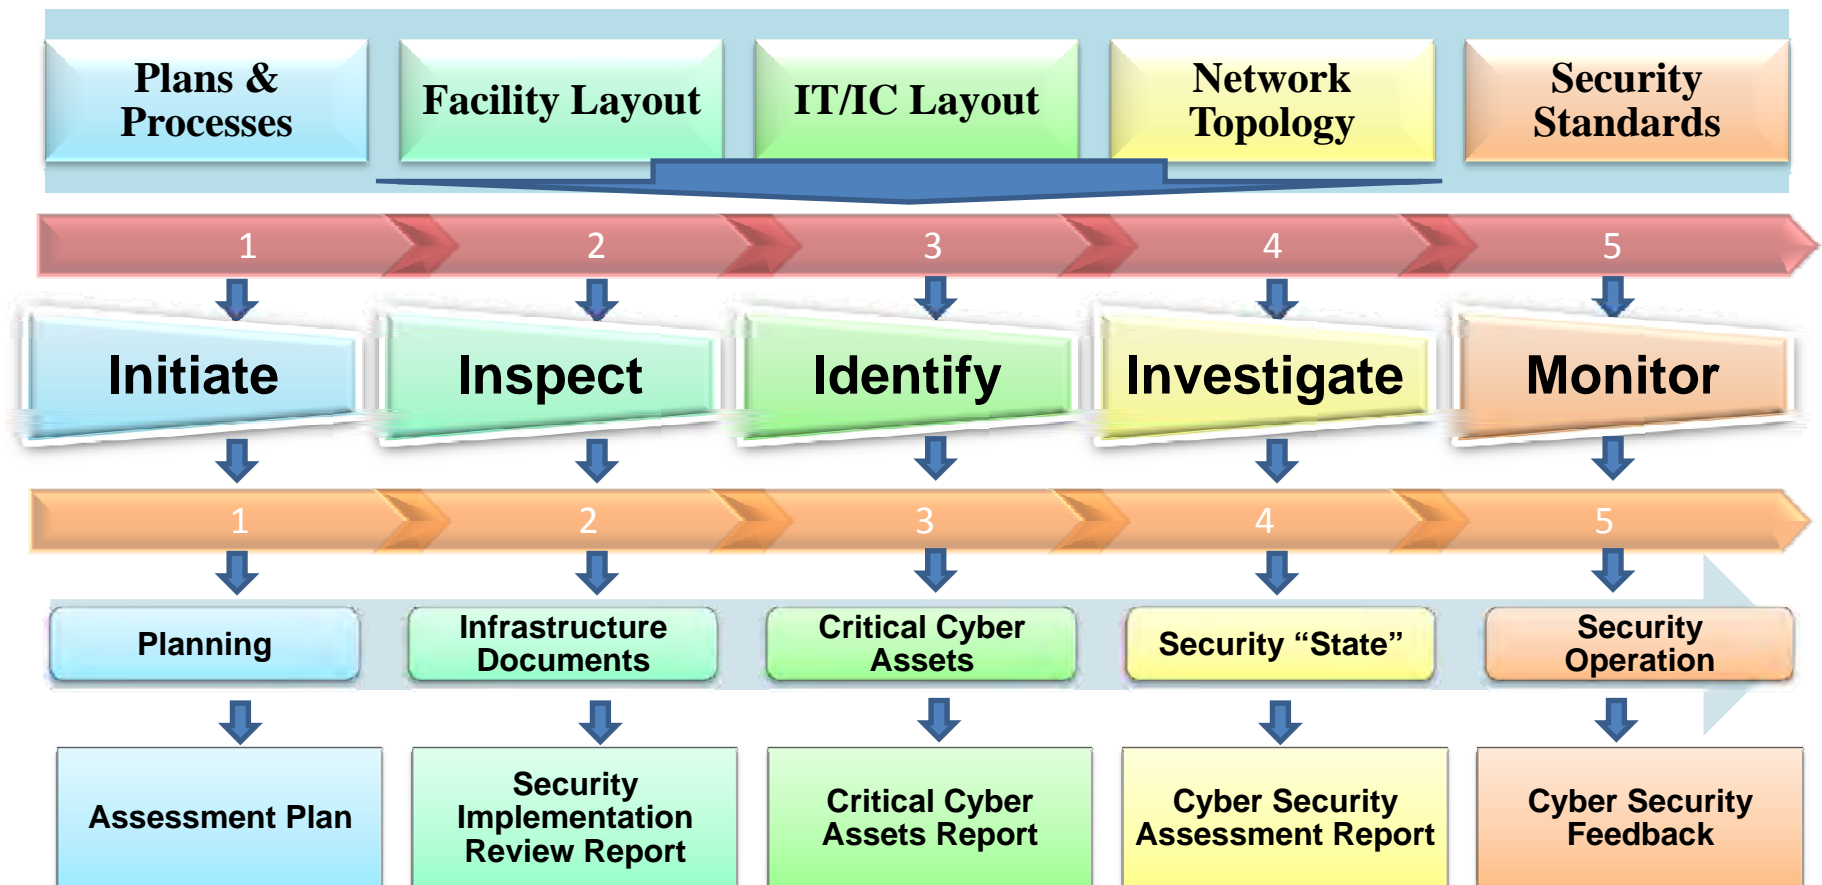 Plans &
Processes
Facility Layout
IT/IC Layout
Network
Topology
Security
Standards
1
2
3
4
5
Initiate
Inspect
Identify
Investigate
Monitor
1
2
3
4
5
Planning
Infrastructure
Documents
Critical Cyber
Assets
Security “State”
Security
Operation
Assessment Plan
Security
Implementation
Review Report
Critical Cyber
Assets Report
Cyber Security
Assessment Report
Cyber Security
Feedback